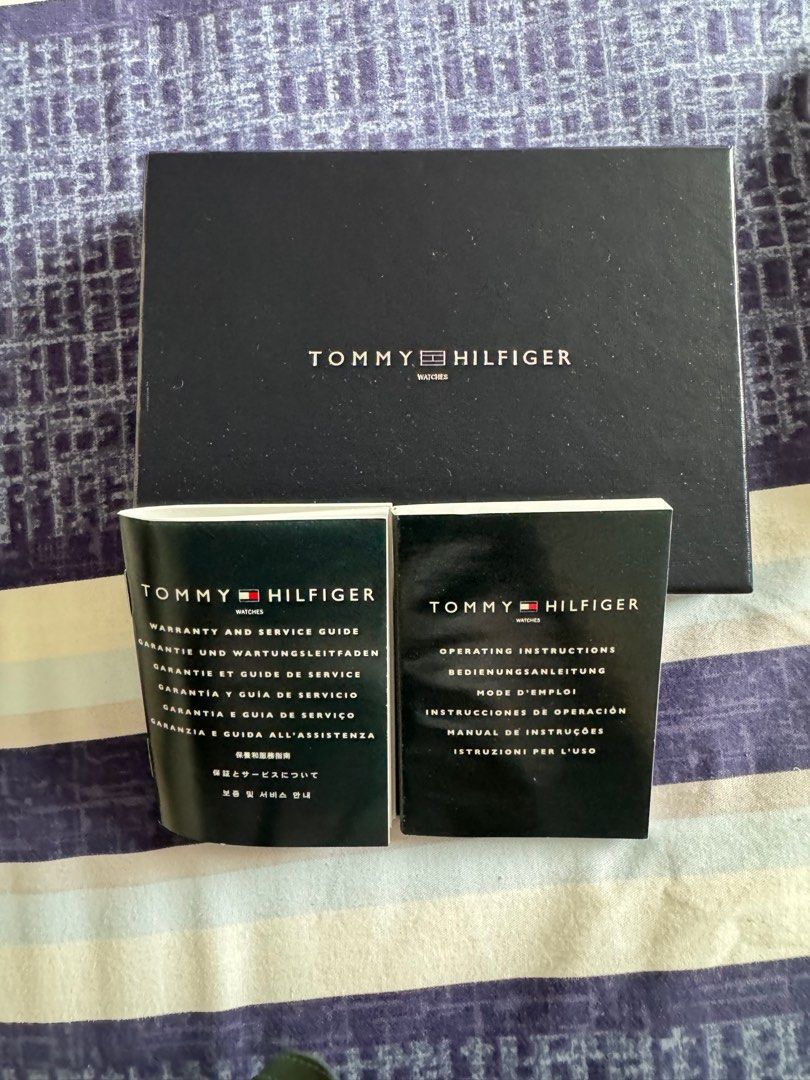 TOMMY HILFIGER
WATCHES
TOMMY HILFIGER
WATCHES
WARRANTY AND SERVICE GUIDE
GARANTIE UND WARTUNGSLEITFADEN
GARANTIE ET GUIDE DE SERVICE
GARANTÍA Y GUÍA DE SERVICIO
GARANTIA E GUIA DE SERVIÇO
GARANZIA E GUIDA ALL'ASSISTENZA
保養和服務指南
保証とサービスについて
보증 및 서비스 안내
TOMMY HILFIGER
WATCHES
OPERATING INSTRUCTIONS
BEDIENUNGSANLEITUNG
MODE D'EMPLOI
INSTRUCCIONES DE OPERACIÓN
MANUAL DE INSTRUÇÕES
ISTRUZIONI PER L'USO